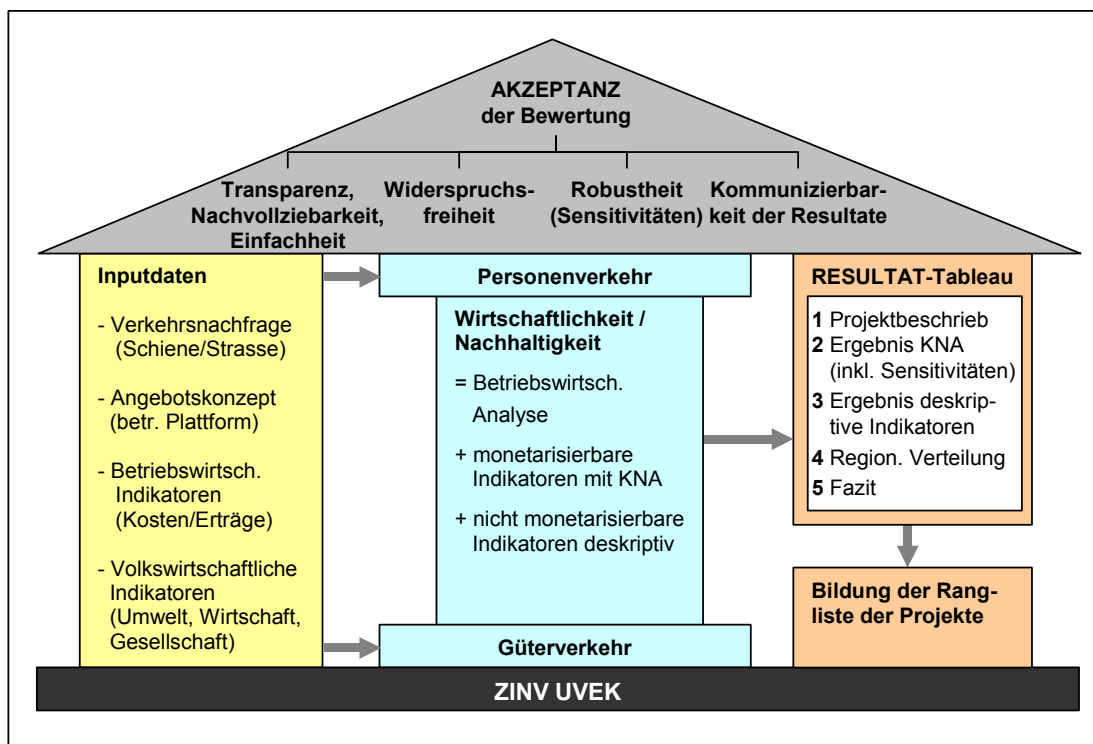 AKZEPTANZ
der Bewertung
Transparenz,
Nachvollziebarkeit,
Einfachheit
Widerspruchs-
freiheit
Robustheit
(Sensitivitäten)
Kommunizierbar-
keit der Resultate
Inputdaten
- Verkehrsnachfrage
(Schiene/Strasse)
- Angebotskonzept
(betr. Plattform)
- Betriebswirtsch.
Indikatoren
(Kosten/Erträge)
- Volkswirtschaftliche
Indikatoren
(Umwelt, Wirtschaft,
Gesellschaft)
Personenverkehr
Wirtschaftlichkeit /
Nachhaltigkeit
= Betriebswirtsch.
Analyse
+ monetarisierbare
Indikatoren mit KNA
+ nicht monetarisierbare
Indikatoren deskriptiv
Güterverkehr
RESULTAT-Tableau
1 Projektbeschrieb
2 Ergebnis KNA
(inkl. Sensitivitäten)
3 Ergebnis deskrip-
tive Indikatoren
4 Region. Verteilung
5 Fazit
Bildung der Rang-
liste der Projekte
ZINV UVEK